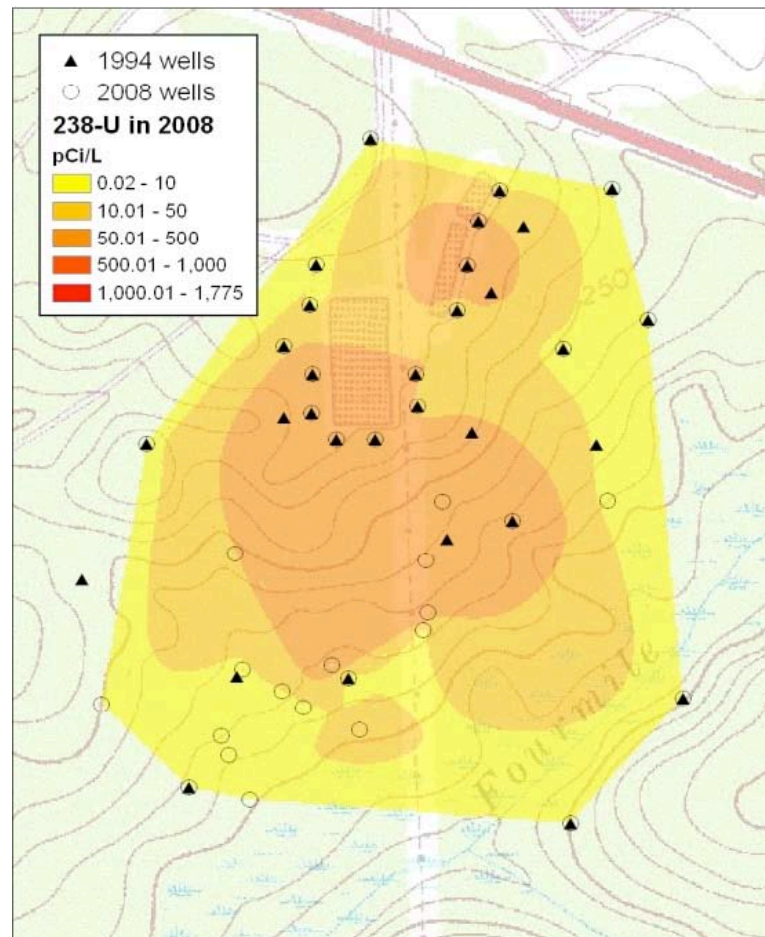 1994 wells
2008 wells
238-U in 2008
pCi/L
0.02 - 10
10.01 - 50
50.01 - 500
500.01 - 1,000
1,000.01 - 1,775
250
Fourmile